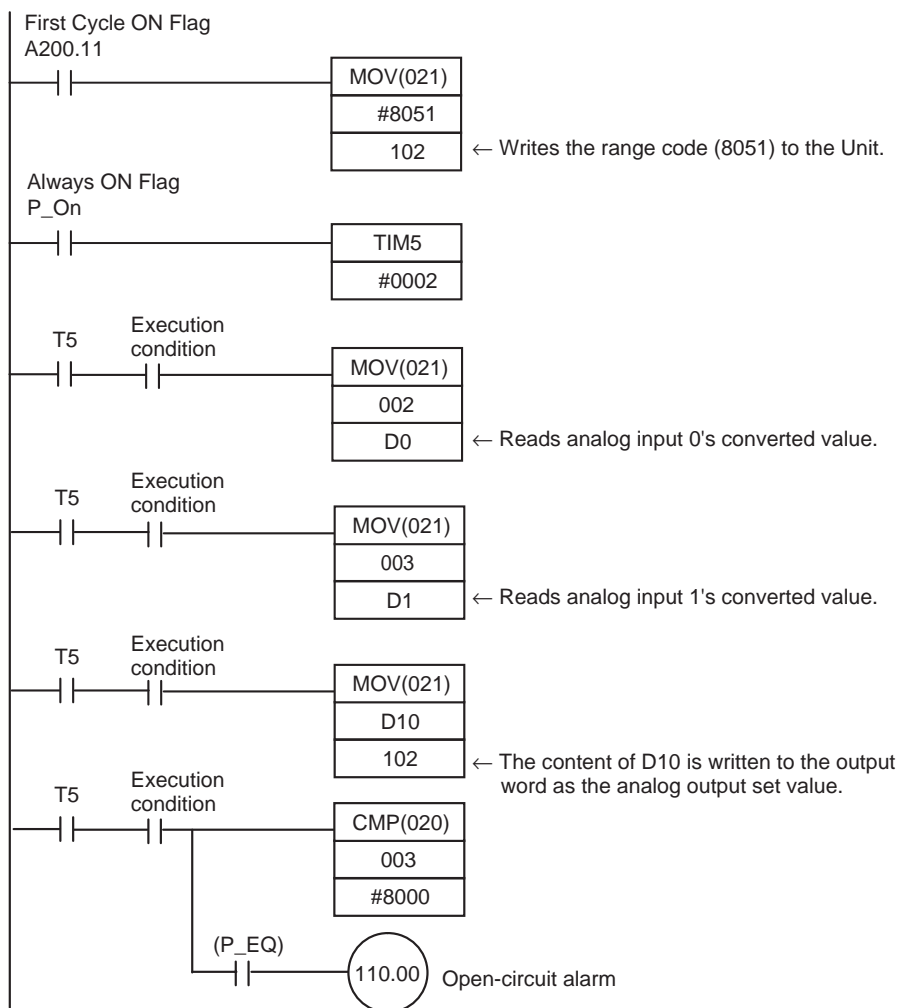 First Cycle ON Flag
A200.11
MOV(021)
#8051
102
← Writes the range code (8051) to the Unit.
Always ON Flag
P_On
TIM5
#0002
T5
Execution
condition
MOV(021)
002
D0
← Reads analog input 0's converted value.
T5
Execution
condition
MOV(021)
003
D1
← Reads analog input 1's converted value.
T5
Execution
condition
MOV(021)
D10
102
← The content of D10 is written to the output
word as the analog output set value.
T5
Execution
condition
CMP(020)
003
#8000
(P_EQ)
110.00
Open-circuit alarm